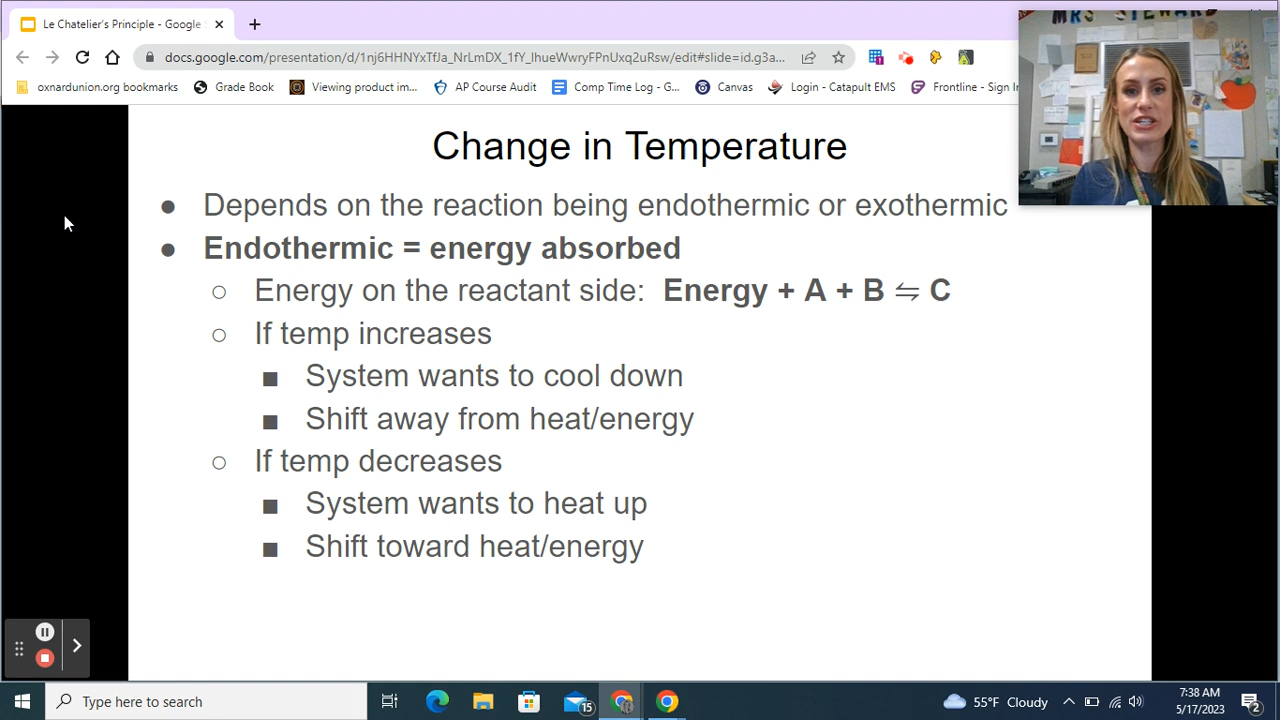 Le Chatelier's Principle - Google
docs.google.com/presentation/d/1nj6HHNYxTfJa_NrLmDX_1fY_lhueWwryFPnUxq2uRsw/edit#slide=id.g3a...
oxnardunion.org bookmarks
Grade Book
Viewing product im...
AP Course Audit
Comp Time Log - G...
Canvas
Login - Catapult EMS
Frontline - Sign In
MRS STEWARD
Change in Temperature
● Depends on the reaction being endothermic or exothermic
● Endothermic = energy absorbed
○ Energy on the reactant side: Energy + A + B ⇋ C
○ If temp increases
■ System wants to cool down
■ Shift away from heat/energy
○ If temp decreases
■ System wants to heat up
■ Shift toward heat/energy
Type here to search
15
55°F Cloudy
7:38 AM
5/17/2023
2